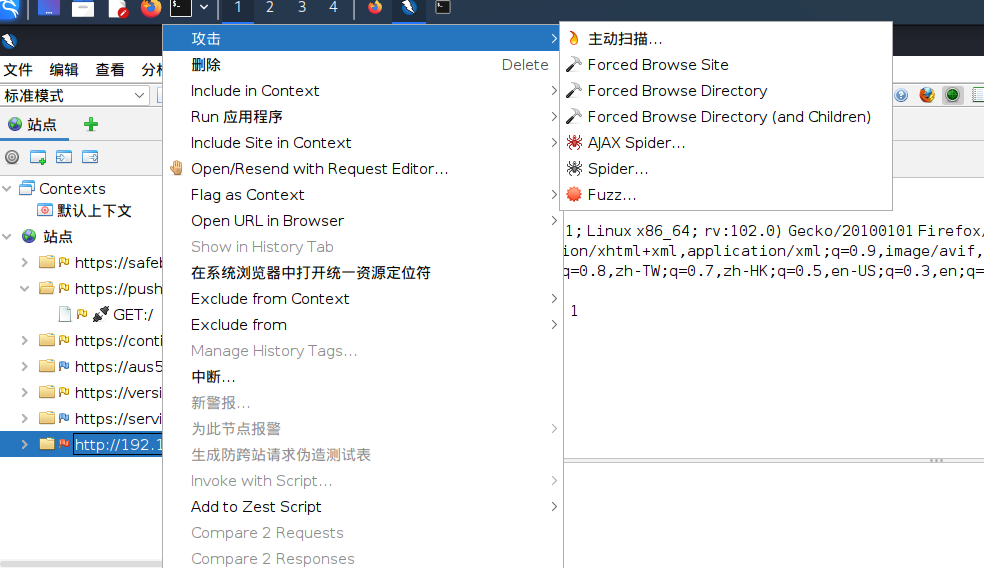 1 2 3 4
文件 编辑 查看 分析
标准模式
站点
Contexts
默认上下文
站点
https://safeb
https://push
GET:/
https://conti
https://aus5
https://versi
https://servi
http://192.1
攻击
删除 Delete
Include in Context
Run 应用程序
Include Site in Context
Open/Resend with Request Editor...
Flag as Context
Open URL in Browser
Show in History Tab
在系统浏览器中打开统一资源定位符
Exclude from Context
Exclude from
Manage History Tags...
中断...
新警报...
为此节点报警
生成防跨站请求伪造测试表
Invoke with Script...
Add to Zest Script
Compare 2 Requests
Compare 2 Responses
主动扫描...
Forced Browse Site
Forced Browse Directory
Forced Browse Directory (and Children)
AJAX Spider...
Spider...
Fuzz...
1; Linux x86_64; rv:102.0) Gecko/20100101 Firefox/
ion/xhtml+xml,application/xml;q=0.9,image/avif,
q=0.8,zh-TW;q=0.7,zh-HK;q=0.5,en-US;q=0.3,en;q=
1